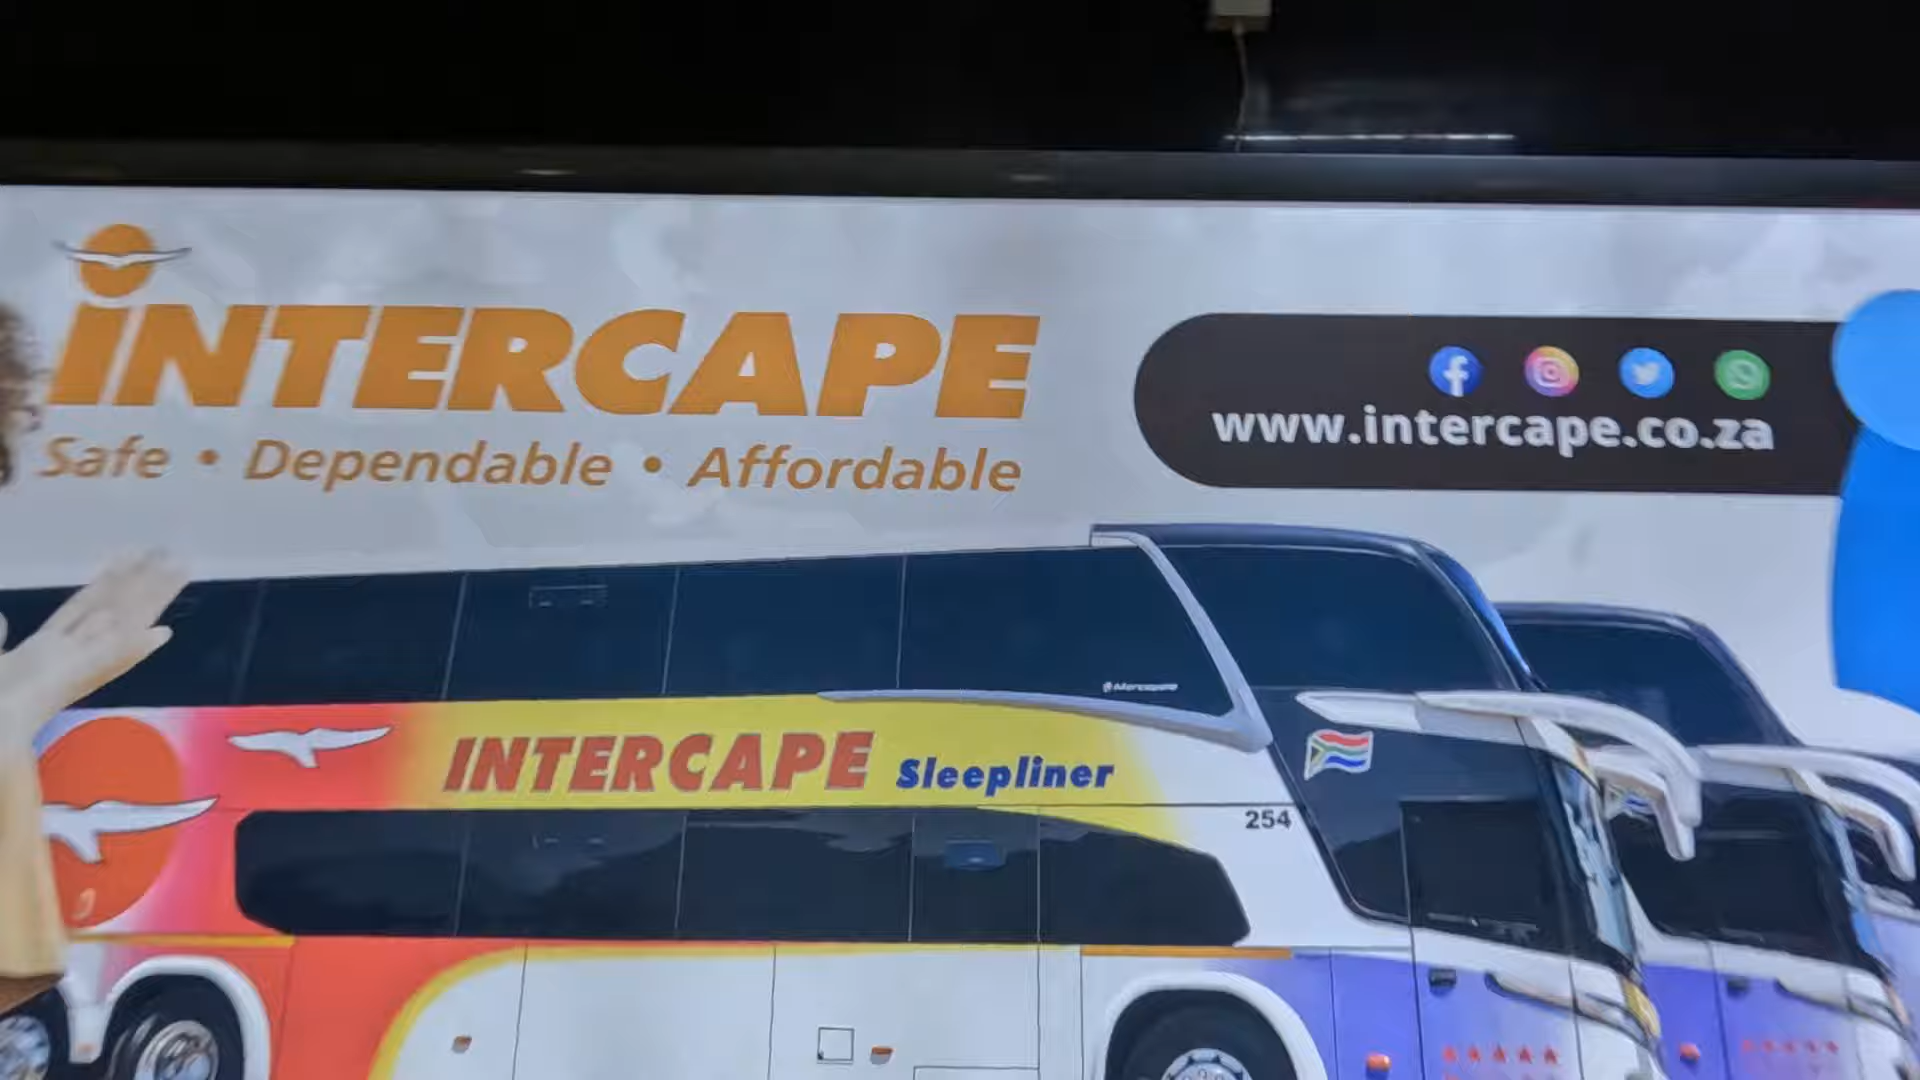 INTERCAPE
Safe • Dependable • Affordable
www.intercape.co.za
INTERCAPE Sleepliner
254